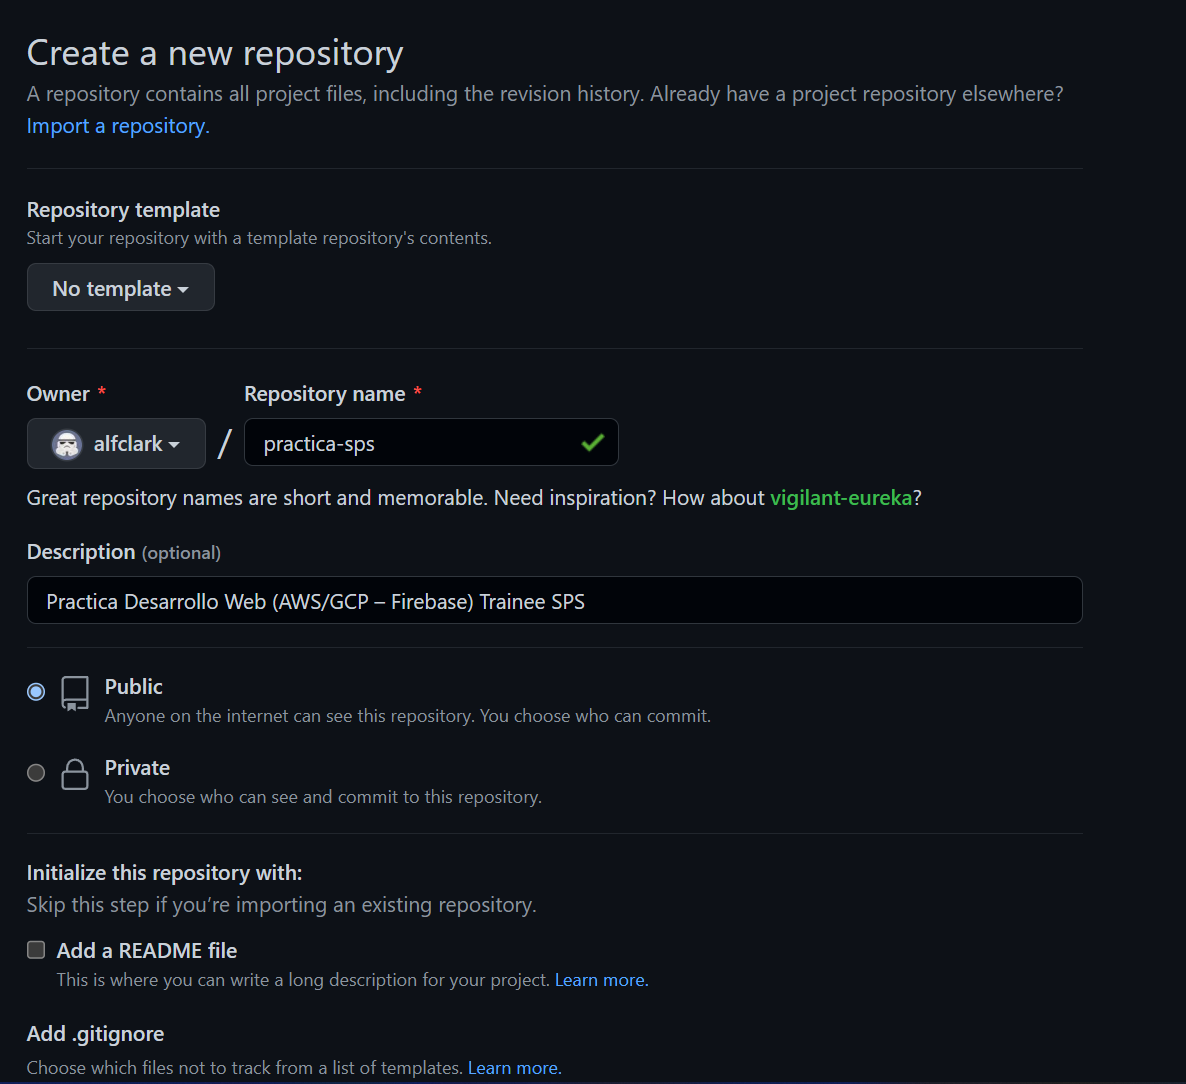 Create a new repository
A repository contains all project files, including the revision history. Already have a project repository elsewhere?
Import a repository.
Repository template
Start your repository with a template repository's contents.
No template
Owner * Repository name *
alfclark / practica-sps
Great repository names are short and memorable. Need inspiration? How about vigilant-eureka?
Description (optional)
Practica Desarrollo Web (AWS/GCP – Firebase) Trainee SPS
Public
Anyone on the internet can see this repository. You choose who can commit.
Private
You choose who can see and commit to this repository.
Initialize this repository with:
Skip this step if you’re importing an existing repository.
Add a README file
This is where you can write a long description for your project. Learn more.
Add .gitignore
Choose which files not to track from a list of templates. Learn more.